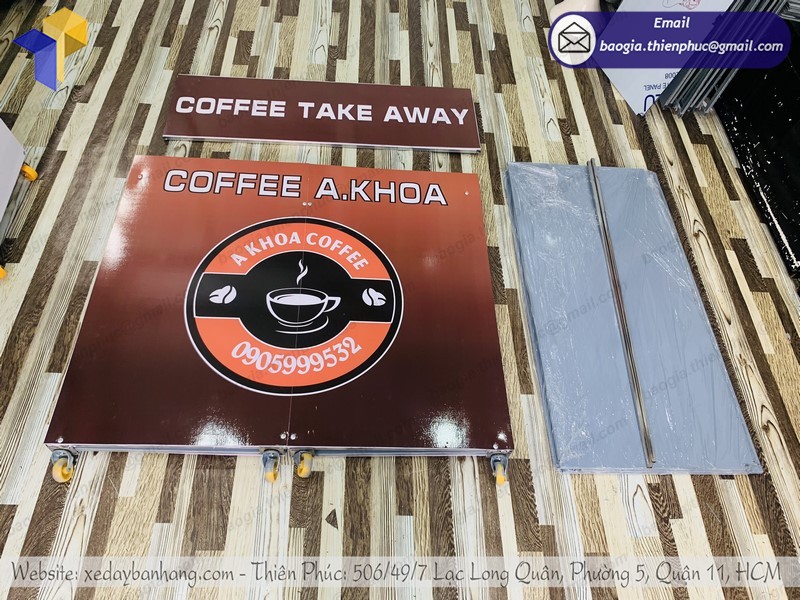 Email
baogia.thienphuc@gmail.com
COFFEE TAKE AWAY
COFFEE A.KHOA
A KHOA COFFEE
0905999532
Website: xedaybanhang.com - Thiên Phúc: 506/49/7 Lạc Long Quân, Phường 5, Quận 11, HCM